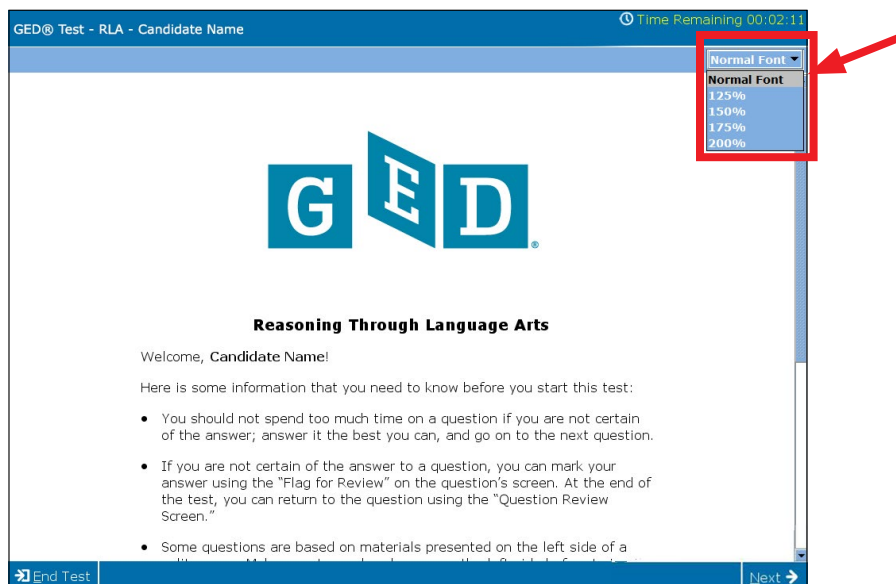 GED® Test - RLA - Candidate Name
Time Remaining 00:02:11
Normal Font
Normal Font
125%
150%
175%
200%
GED®
Reasoning Through Language Arts
Welcome, Candidate Name!
Here is some information that you need to know before you start this test:
• You should not spend too much time on a question if you are not certain
of the answer; answer it the best you can, and go on to the next question.
• If you are not certain of the answer to a question, you can mark your
answer using the “Flag for Review” on the question’s screen. At the end of
the test, you can return to the question using the “Question Review
Screen.”
• Some questions are based on materials presented on the left side of a
End Test
Next